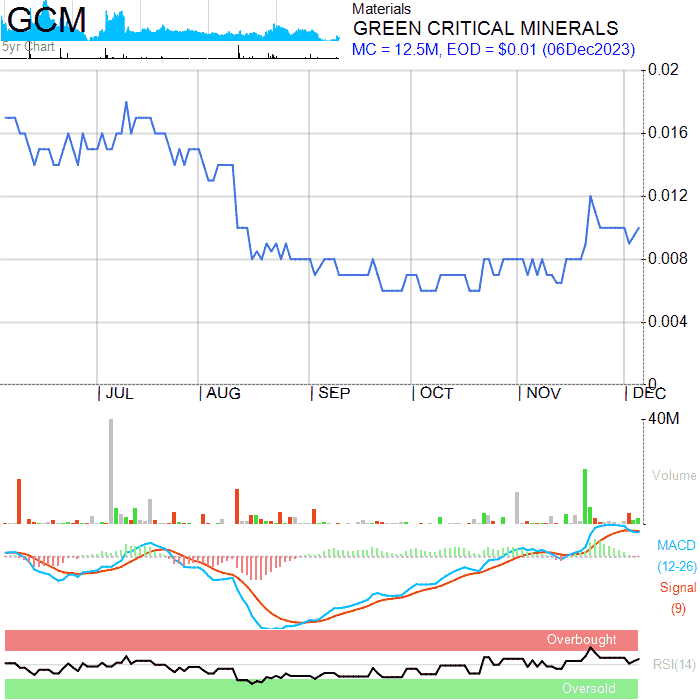 GCM
5yr Chart
Materials
GREEN CRITICAL MINERALS
MC = 12.5M, EOD = $0.01 (06Dec2023)
0.02
0.016
0.012
0.008
0.004
0
JUL AUG SEP OCT NOV DEC
40M
Volume
MACD
(12-26)
Signal
(9)
Overbought
RSI(14)
Oversold